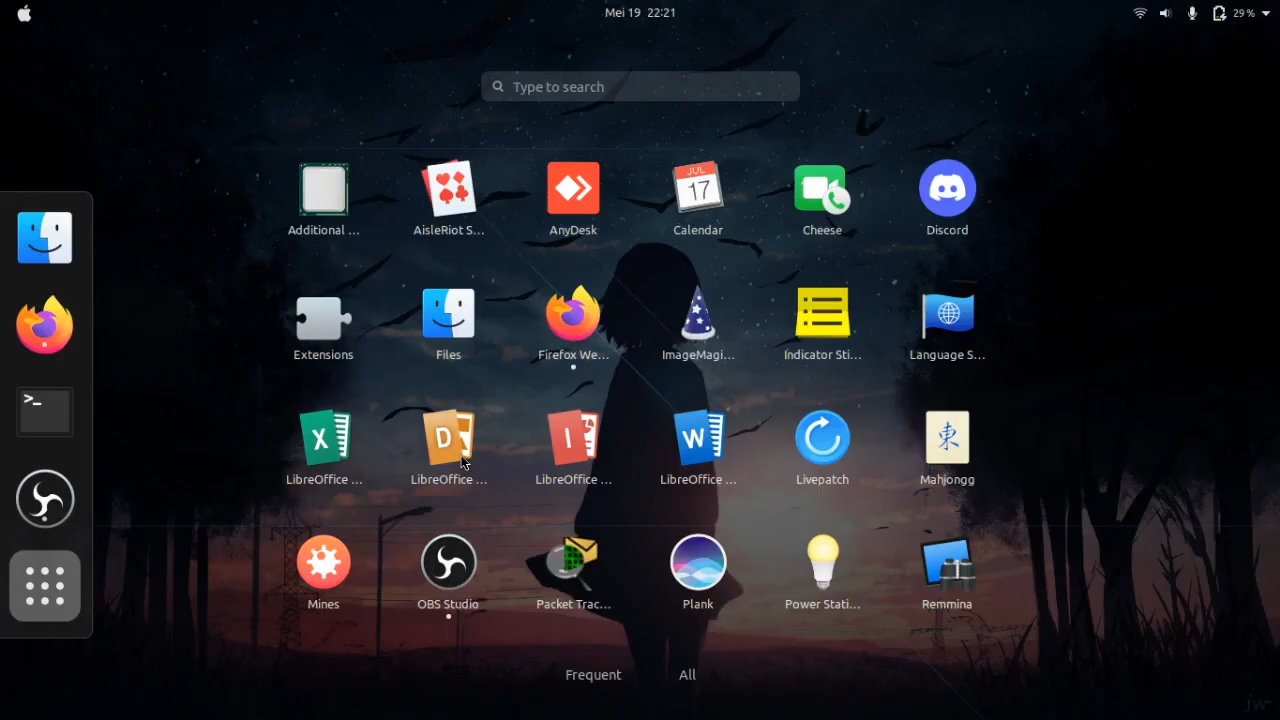 Mei 19 22:21
29 %
Type to search
JUL
17
Additional ...
AisleRiot S...
AnyDesk
Calendar
Cheese
Discord
Extensions
Files
Firefox We...
ImageMagi...
Indicator Sti...
Language S...
>_
X
D
I
W
東
LibreOffice ...
LibreOffice ...
LibreOffice ...
LibreOffice ...
Livepatch
Mahjongg
Mines
OBS Studio
Packet Trac...
Plank
Power Stati...
Remmina
Frequent
All
jw